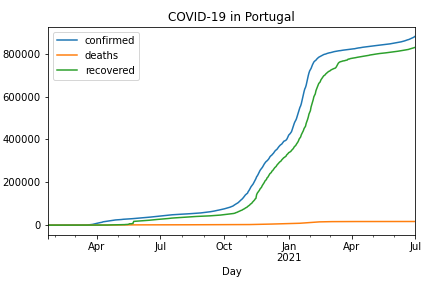 COVID-19 in Portugal
confirmed
deaths
recovered
800000
600000
400000
200000
0
Apr Jul Oct Jan Apr Jul
2021
Day